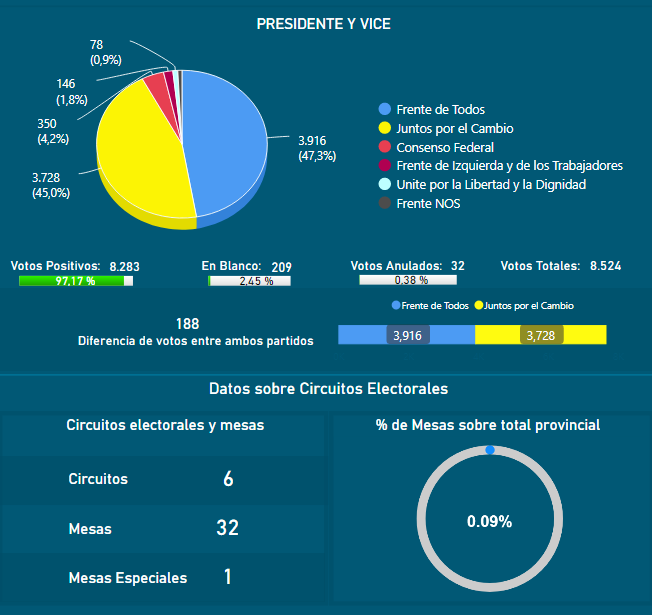 PRESIDENTE Y VICE
78
(0,9%)
146
(1,8%)
350
(4,2%)
3.728
(45,0%)
3.916
(47,3%)
Frente de Todos
Juntos por el Cambio
Consenso Federal
Frente de Izquierda y de los Trabajadores
Unite por la Libertad y la Dignidad
Frente NOS
Votos Positivos: 8.283
97,17 %
En Blanco: 209
2,45 %
Votos Anulados: 32
0,38 %
Votos Totales: 8.524
188
Diferencia de votos entre ambos partidos
Frente de Todos Juntos por el Cambio
3,916 3,728
Datos sobre Circuitos Electorales
Circuitos electorales y mesas
Circuitos 6
Mesas 32
Mesas Especiales 1
% de Mesas sobre total provincial
0.09%